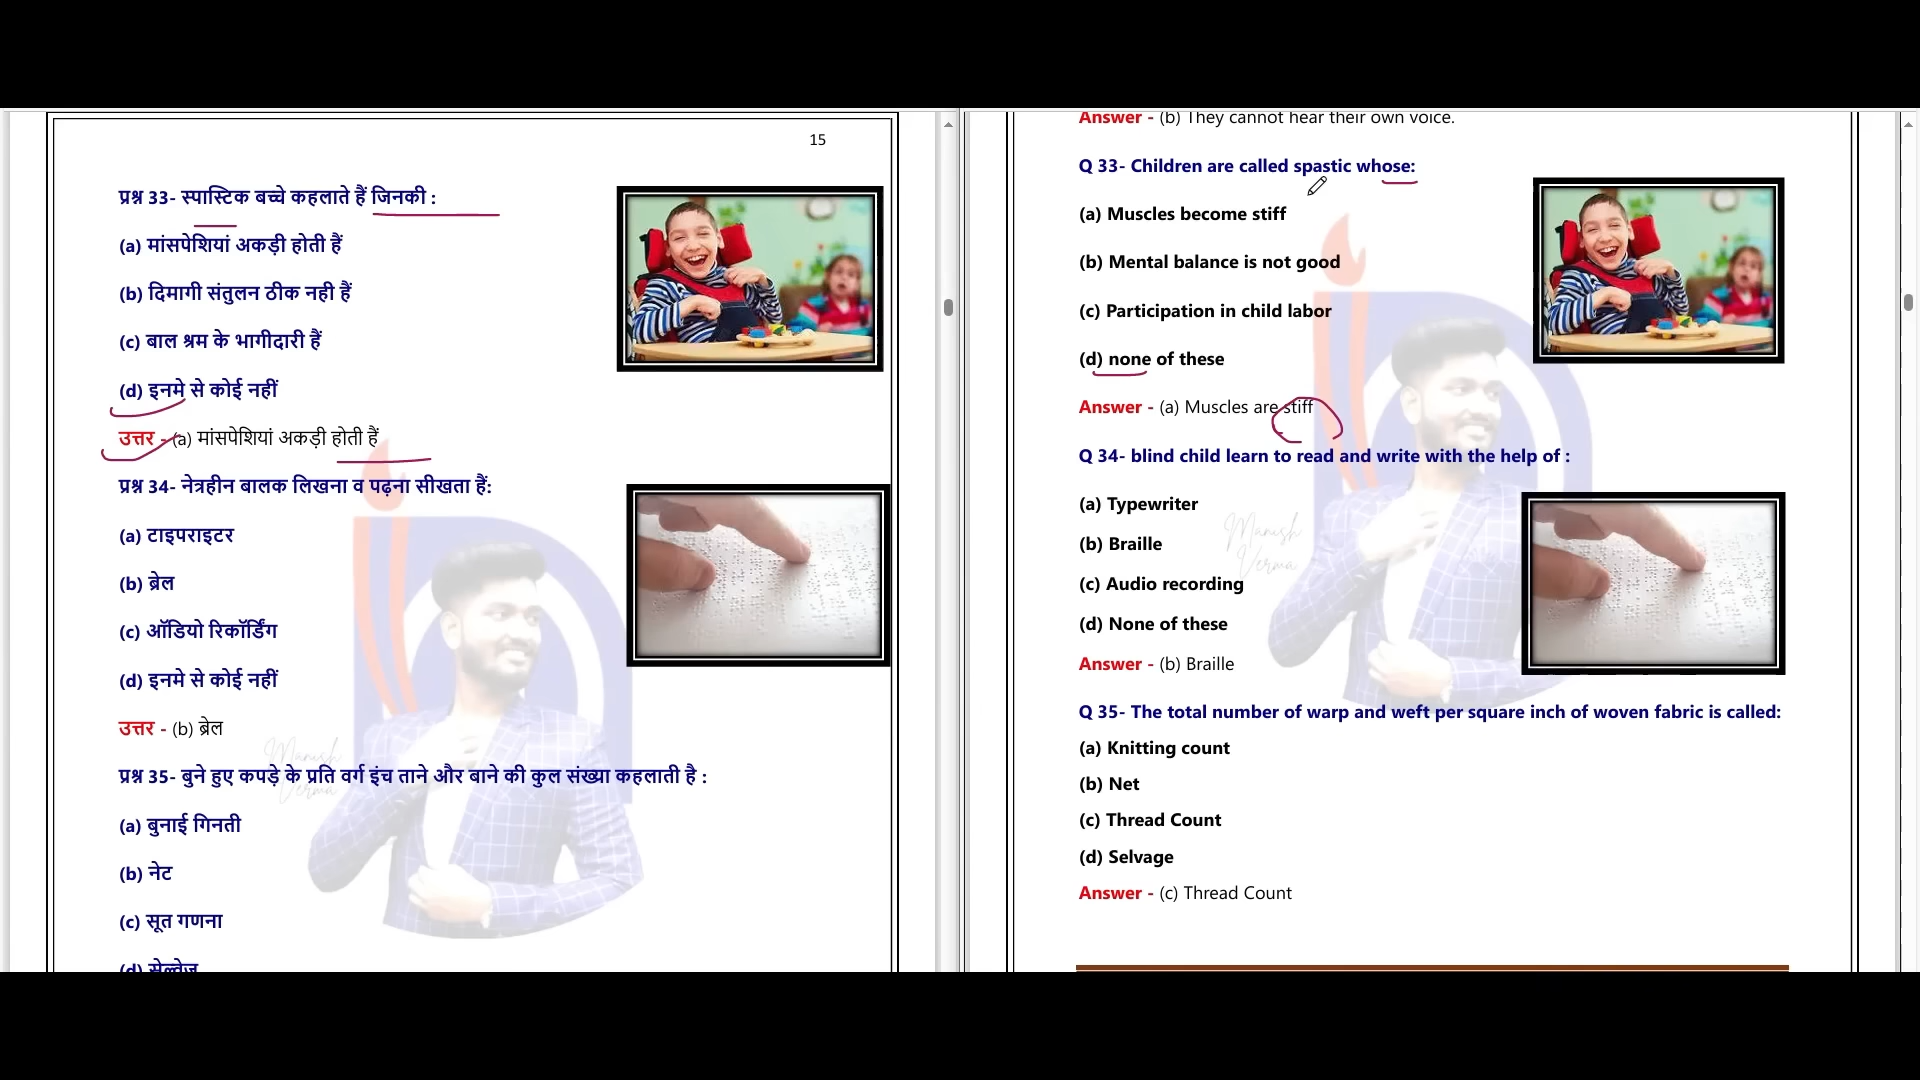 15
प्रश्न 33- स्पास्टिक बच्चे कहलाते हैं जिनकी :
(a) मांसपेशियां अकड़ी होती हैं
(b) दिमागी संतुलन ठीक नही हैं
(c) बाल श्रम के भागीदारी हैं
(d) इनमे से कोई नहीं
उत्तर - (a) मांसपेशियां अकड़ी होती हैं
प्रश्न 34- नेत्रहीन बालक लिखना व पढ़ना सीखता हैं:
(a) टाइपराइटर
(b) ब्रेल
(c) ऑडियो रिकॉर्डिंग
(d) इनमे से कोई नहीं
उत्तर - (b) ब्रेल
प्रश्न 35- बुने हुए कपड़े के प्रति वर्ग इंच ताने और बाने की कुल संख्या कहलाती है :
(a) बुनाई गिनती
(b) नेट
(c) सूत गणना
(d) सेल्वेज
Manish
Verma
Answer - (b) They cannot hear their own voice.
Q 33- Children are called spastic whose:
(a) Muscles become stiff
(b) Mental balance is not good
(c) Participation in child labor
(d) none of these
Answer - (a) Muscles are stiff
Q 34- blind child learn to read and write with the help of :
(a) Typewriter
(b) Braille
(c) Audio recording
(d) None of these
Answer - (b) Braille
Q 35- The total number of warp and weft per square inch of woven fabric is called:
(a) Knitting count
(b) Net
(c) Thread Count
(d) Selvage
Answer - (c) Thread Count
Manish
Verma